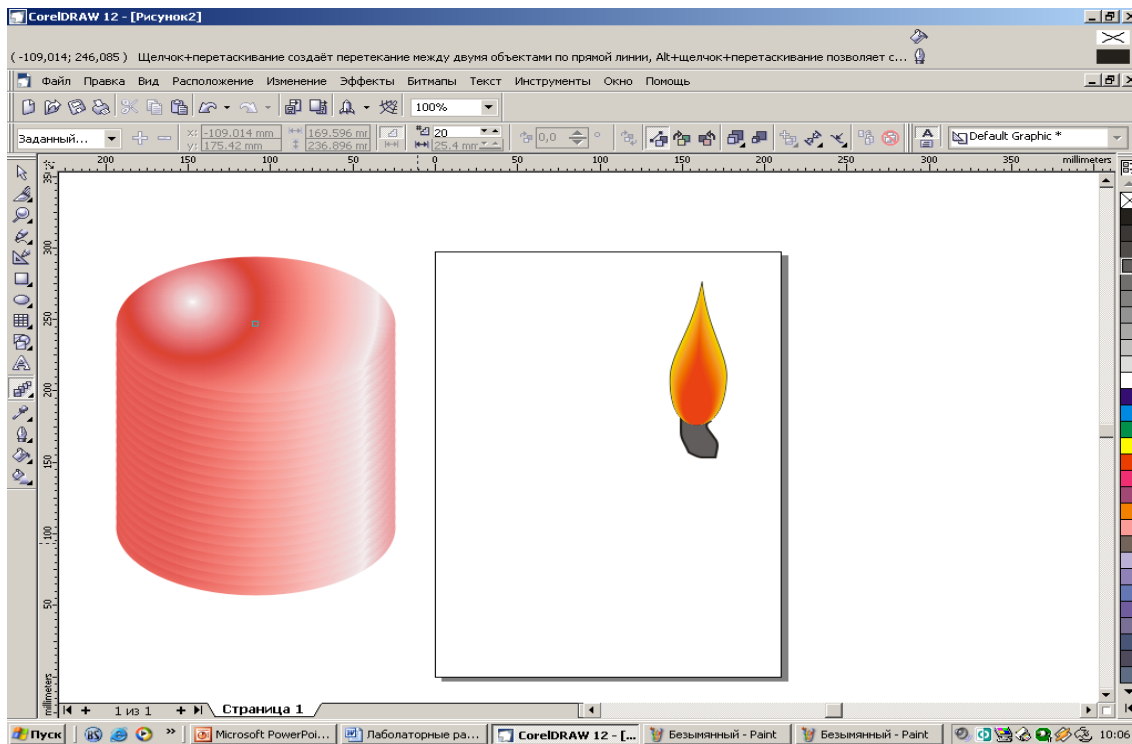 CorelDRAW 12 - [Рисунок2]
( -109,014; 246,085 ) Щелчок+перетаскивание создаёт перетекание между двумя объектами по прямой линии, Alt+щелчок+перетаскивание позволяет с...
Файл Правка Вид Расположение Изменение Эффекты Битмапы Текст Инструменты Окно Помощь
100%
Заданный... x: -109.014 mm 169.596 mm 20 0,0 ° Default Graphic *
y: 175.42 mm 236.896 mm 25.4 mm
200 150 100 50 0 50 100 150 200 250 300 350 millimeters
350
300
250
200
150
100
50
millimeters
1 из 1 Страница 1
Пуск BS » Microsoft PowerPoi... Лаболаторные ра... CorelDRAW 12 - [... Безымянный - Paint Безымянный - Paint 10:06